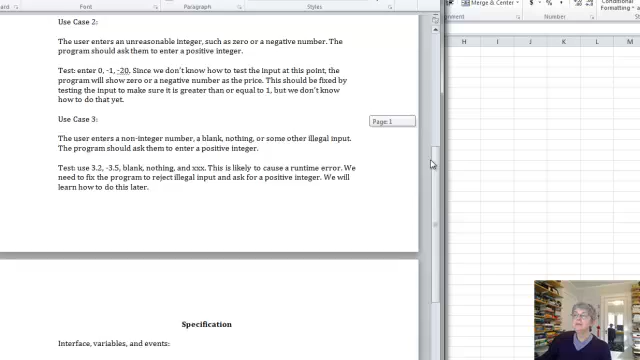 Merge & Center
$ % ,
Conditional
Formatting
Font
Paragraph
Styles
Number
Use Case 2:
The user enters an unreasonable integer, such as zero or a negative number. The
program should ask them to enter a positive integer.
Test: enter 0, -1, -20. Since we don't know how to test the input at this point, the
program will show zero or a negative number as the price. This should be fixed by
testing the input to make sure it is greater than or equal to 1, but we don't know
how to do that yet.
Use Case 3:
Page: 1
The user enters a non-integer number, a blank, nothing, or some other illegal input.
The program should ask them to enter a positive integer.
Test: use 3.2, -3.5, blank, nothing, and xxx. This is likely to cause a runtime error. We
need to fix the program to reject illegal input and ask for a positive integer. We will
learn how to do this later.
Specification
Interface, variables, and events:
H I J K L M